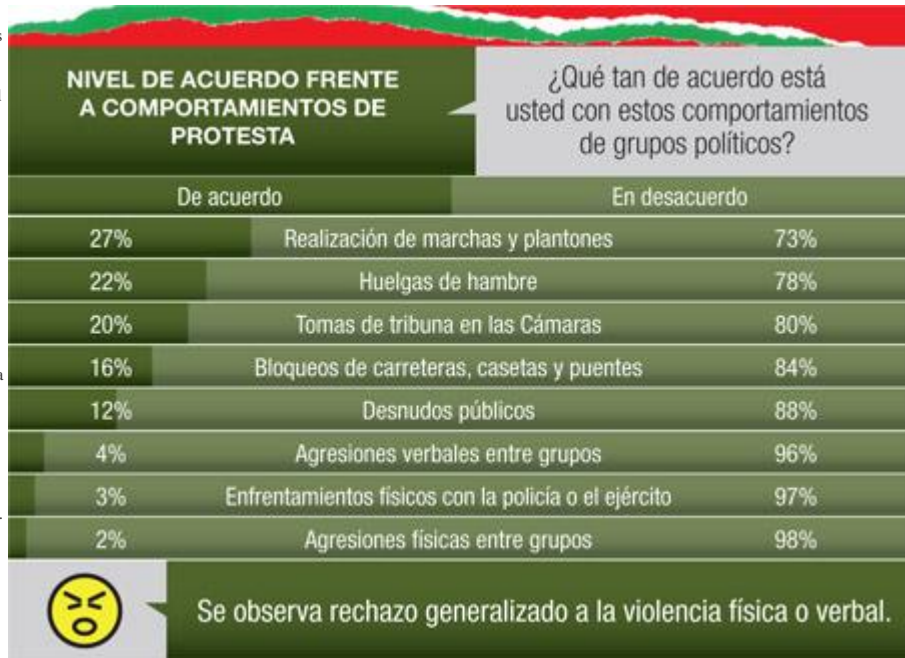 NIVEL DE ACUERDO FRENTE
A COMPORTAMIENTOS DE
PROTESTA
¿Qué tan de acuerdo está
usted con estos comportamientos
de grupos políticos?
De acuerdo En desacuerdo
27% Realización de marchas y plantones 73%
22% Huelgas de hambre 78%
20% Tomas de tribuna en las Cámaras 80%
16% Bloqueos de carreteras, casetas y puentes 84%
12% Desnudos públicos 88%
4% Agresiones verbales entre grupos 96%
3% Enfrentamientos físicos con la policía o el ejército 97%
2% Agresiones físicas entre grupos 98%
Se observa rechazo generalizado a la violencia física o verbal.